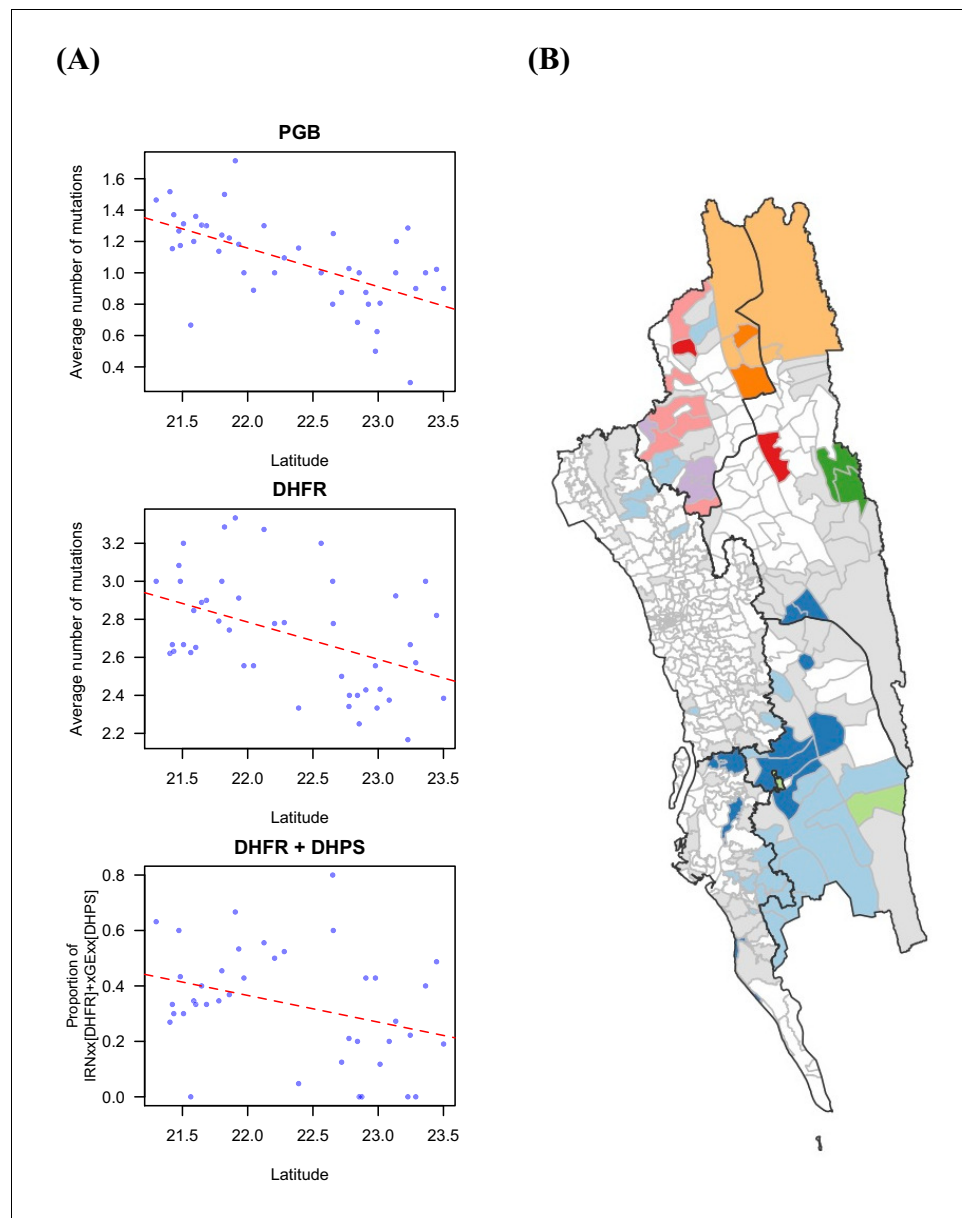 (A)
(B)
PGB
Average number of mutations
1.6
1.4
1.2
1.0
0.8
0.6
0.4
21.5 22.0 22.5 23.0 23.5
Latitude
DHFR
Average number of mutations
3.2
3.0
2.8
2.6
2.4
2.2
21.5 22.0 22.5 23.0 23.5
Latitude
DHFR + DHPS
Proportion of
IRNxx[DHFR]+xGExx[DHPS]
0.8
0.6
0.4
0.2
0.0
21.5 22.0 22.5 23.0 23.5
Latitude